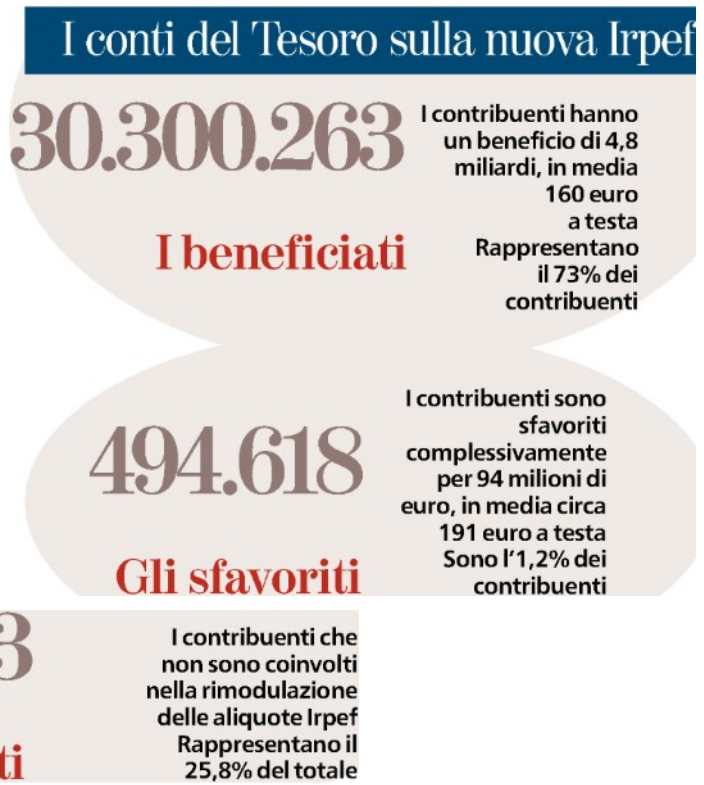 I conti del Tesoro sulla nuova Irpef
30.300.263
I beneficiati
I contribuenti hanno
un beneficio di 4,8
miliardi, in media
160 euro
a testa
Rappresentano
il 73% dei
contribuenti
494.618
Gli sfavoriti
I contribuenti sono
sfavoriti
complessivamente
per 94 milioni di
euro, in media circa
191 euro a testa
Sono l'1,2% dei
contribuenti
3
ti
I contribuenti che
non sono coinvolti
nella rimodulazione
delle aliquote Irpef
Rappresentano il
25,8% del totale